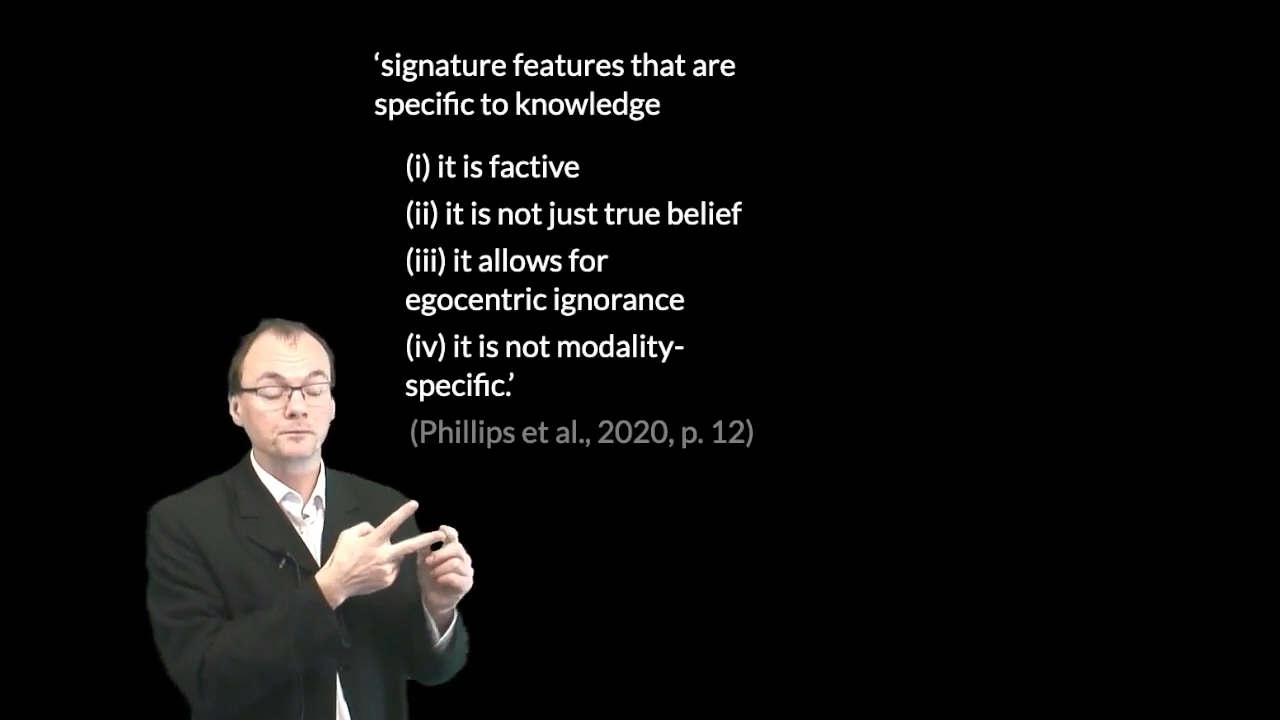 ‘signature features that are
specific to knowledge
(i) it is factive
(ii) it is not just true belief
(iii) it allows for
egocentric ignorance
(iv) it is not modality-
specific.’
(Phillips et al., 2020, p. 12)